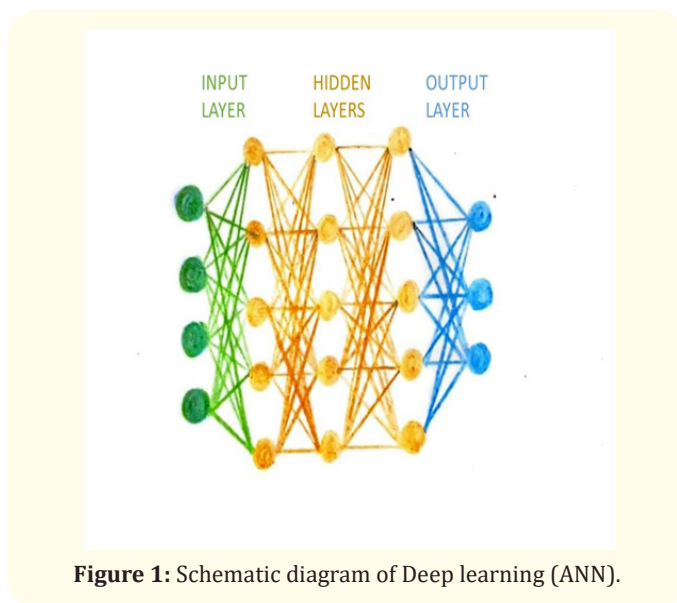 INPUT
LAYER
HIDDEN
LAYERS
OUTPUT
LAYER
Figure 1: Schematic diagram of Deep learning (ANN).